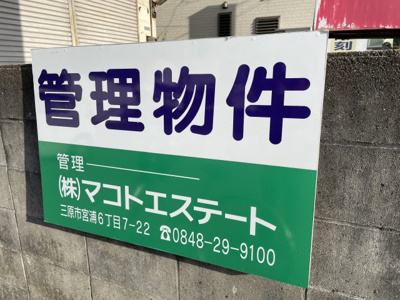 刻
管理物件
管理
(株)マコトエステート
三原市宮浦6丁目7-22 ☎0848-29-9100